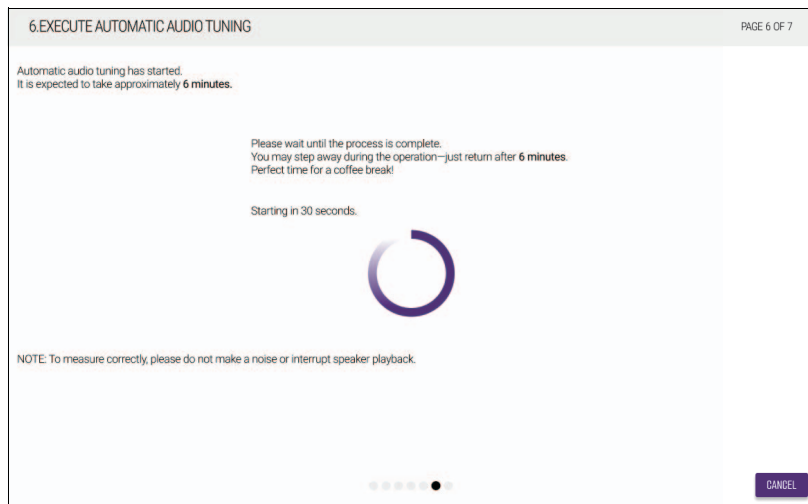 6.EXECUTE AUTOMATIC AUDIO TUNING
PAGE 6 OF 7
Automatic audio tuning has started.
It is expected to take approximately 6 minutes.
Please wait until the process is complete.
You may step away during the operation—just return after 6 minutes.
Perfect time for a coffee break!
Starting in 30 seconds.
NOTE: To measure correctly, please do not make a noise or interrupt speaker playback.
CANCEL